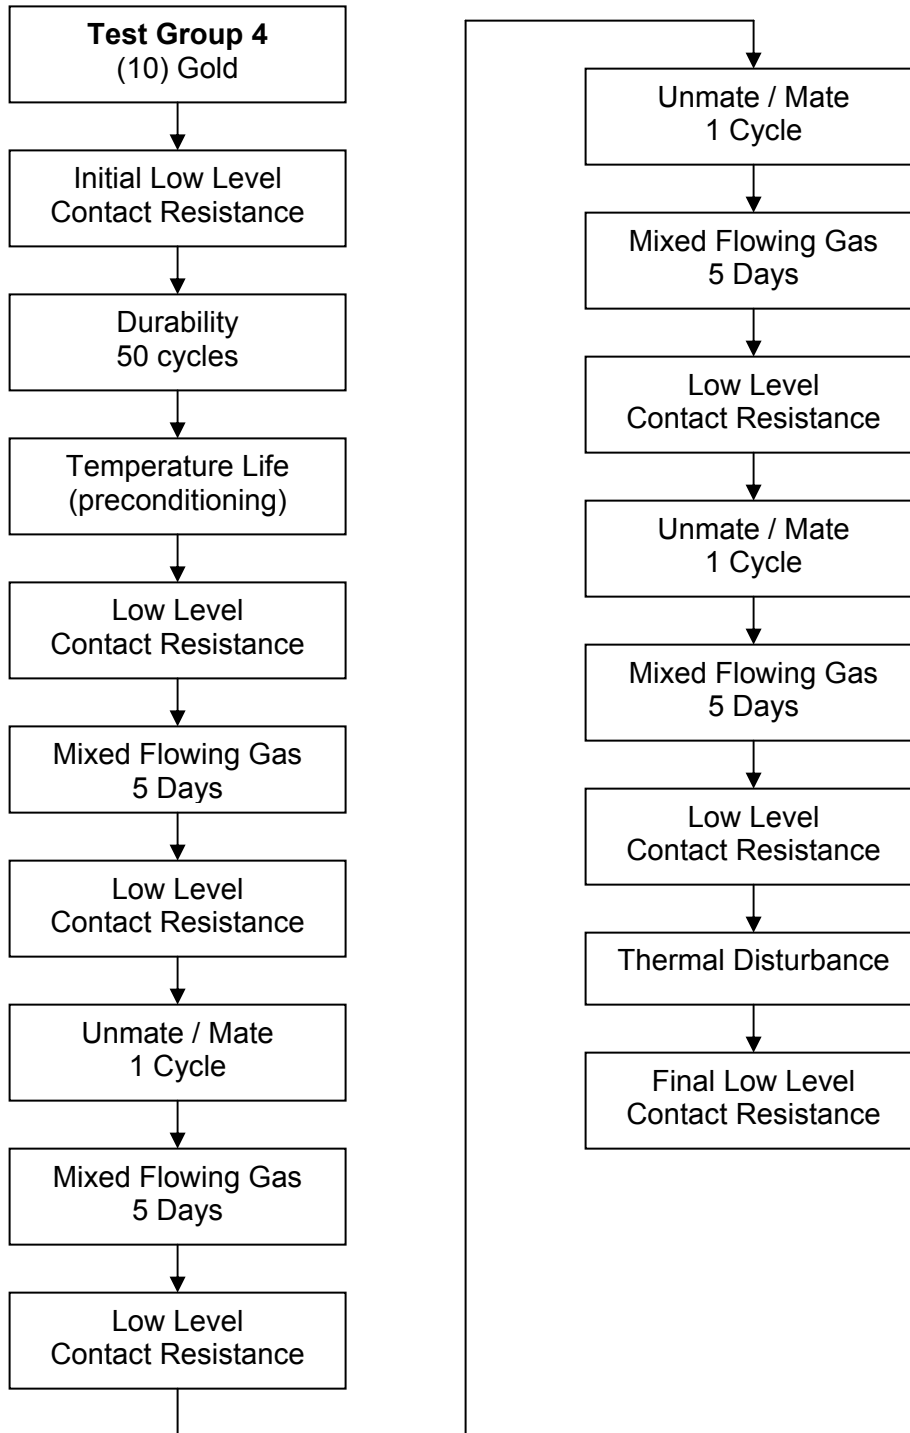 Test Group 4
(10) Gold
Initial Low Level
Contact Resistance
Durability
50 cycles
Temperature Life
(preconditioning)
Low Level
Contact Resistance
Mixed Flowing Gas
5 Days
Low Level
Contact Resistance
Unmate / Mate
1 Cycle
Mixed Flowing Gas
5 Days
Low Level
Contact Resistance
Unmate / Mate
1 Cycle
Mixed Flowing Gas
5 Days
Low Level
Contact Resistance
Unmate / Mate
1 Cycle
Mixed Flowing Gas
5 Days
Low Level
Contact Resistance
Thermal Disturbance
Final Low Level
Contact Resistance